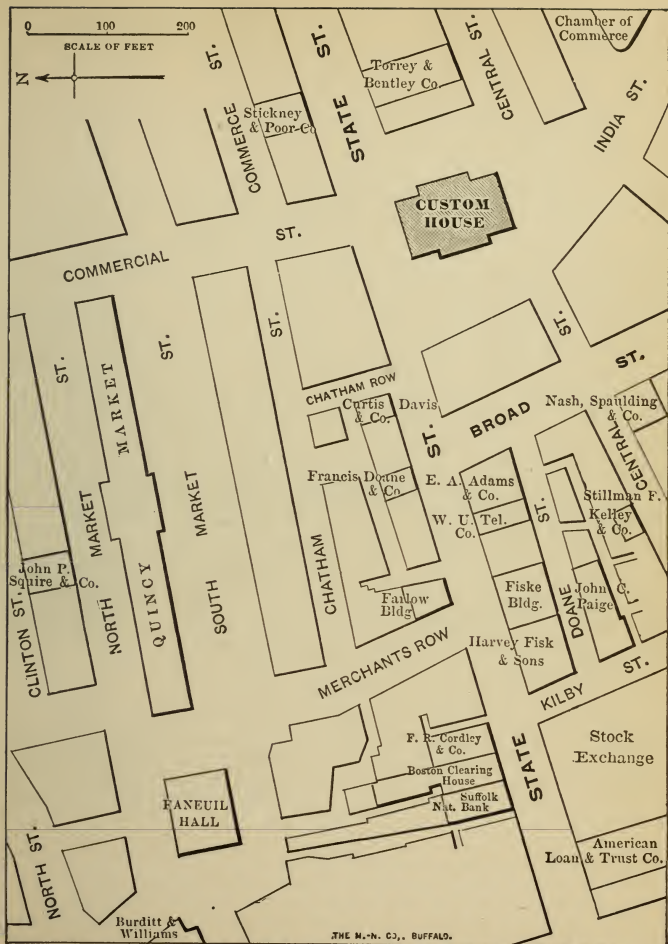 0 100 200
SCALE OF FEET
N
ST.
COMMERCE
Stickney
& Poor-Co
ST.
STATE
Torrey &
Bentley Co.
CENTRAL ST.
Chamber of
Commerce
INDIA ST.
CUSTOM
HOUSE
COMMERCIAL
ST.
ST.
ST.
ST.
ST.
ST.
CHATHAM ROW
Curtis
& Co.
Davis
BROAD
Nash, Spaulding
& Co.
CENTRAL
MARKET
Francis Doane
& Co.
ST.
E. A. Adams
& Co.
W. U. Tel.
Co.
ST.
Stillman F.
Kelley
& Co.
MARKET
MARKET
CHATHAM
John P.
Squire & Co.
CLINTON ST.
NORTH
QUINCY
SOUTH
Farlow
Bldg.
Fiske
Bldg.
DOANE
John C.
Paige
MERCHANTS ROW
Harvey Fisk
& Sons
KILBY
ST.
F. R. Cordley
& Co.
Boston Clearing
House
Suffolk
Nat. Bank
STATE
Stock
Exchange
FANEUIL
HALL
NORTH ST.
American
Loan & Trust Co.
Burditt &
Williams
THE M.-N. CO., BUFFALO.